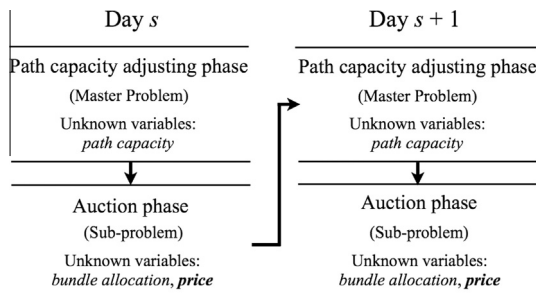 Day s
Path capacity adjusting phase
(Master Problem)
Unknown variables:
path capacity
Auction phase
(Sub-problem)
Unknown variables:
bundle allocation, price
Day s + 1
Path capacity adjusting phase
(Master Problem)
Unknown variables:
path capacity
Auction phase
(Sub-problem)
Unknown variables:
bundle allocation, price